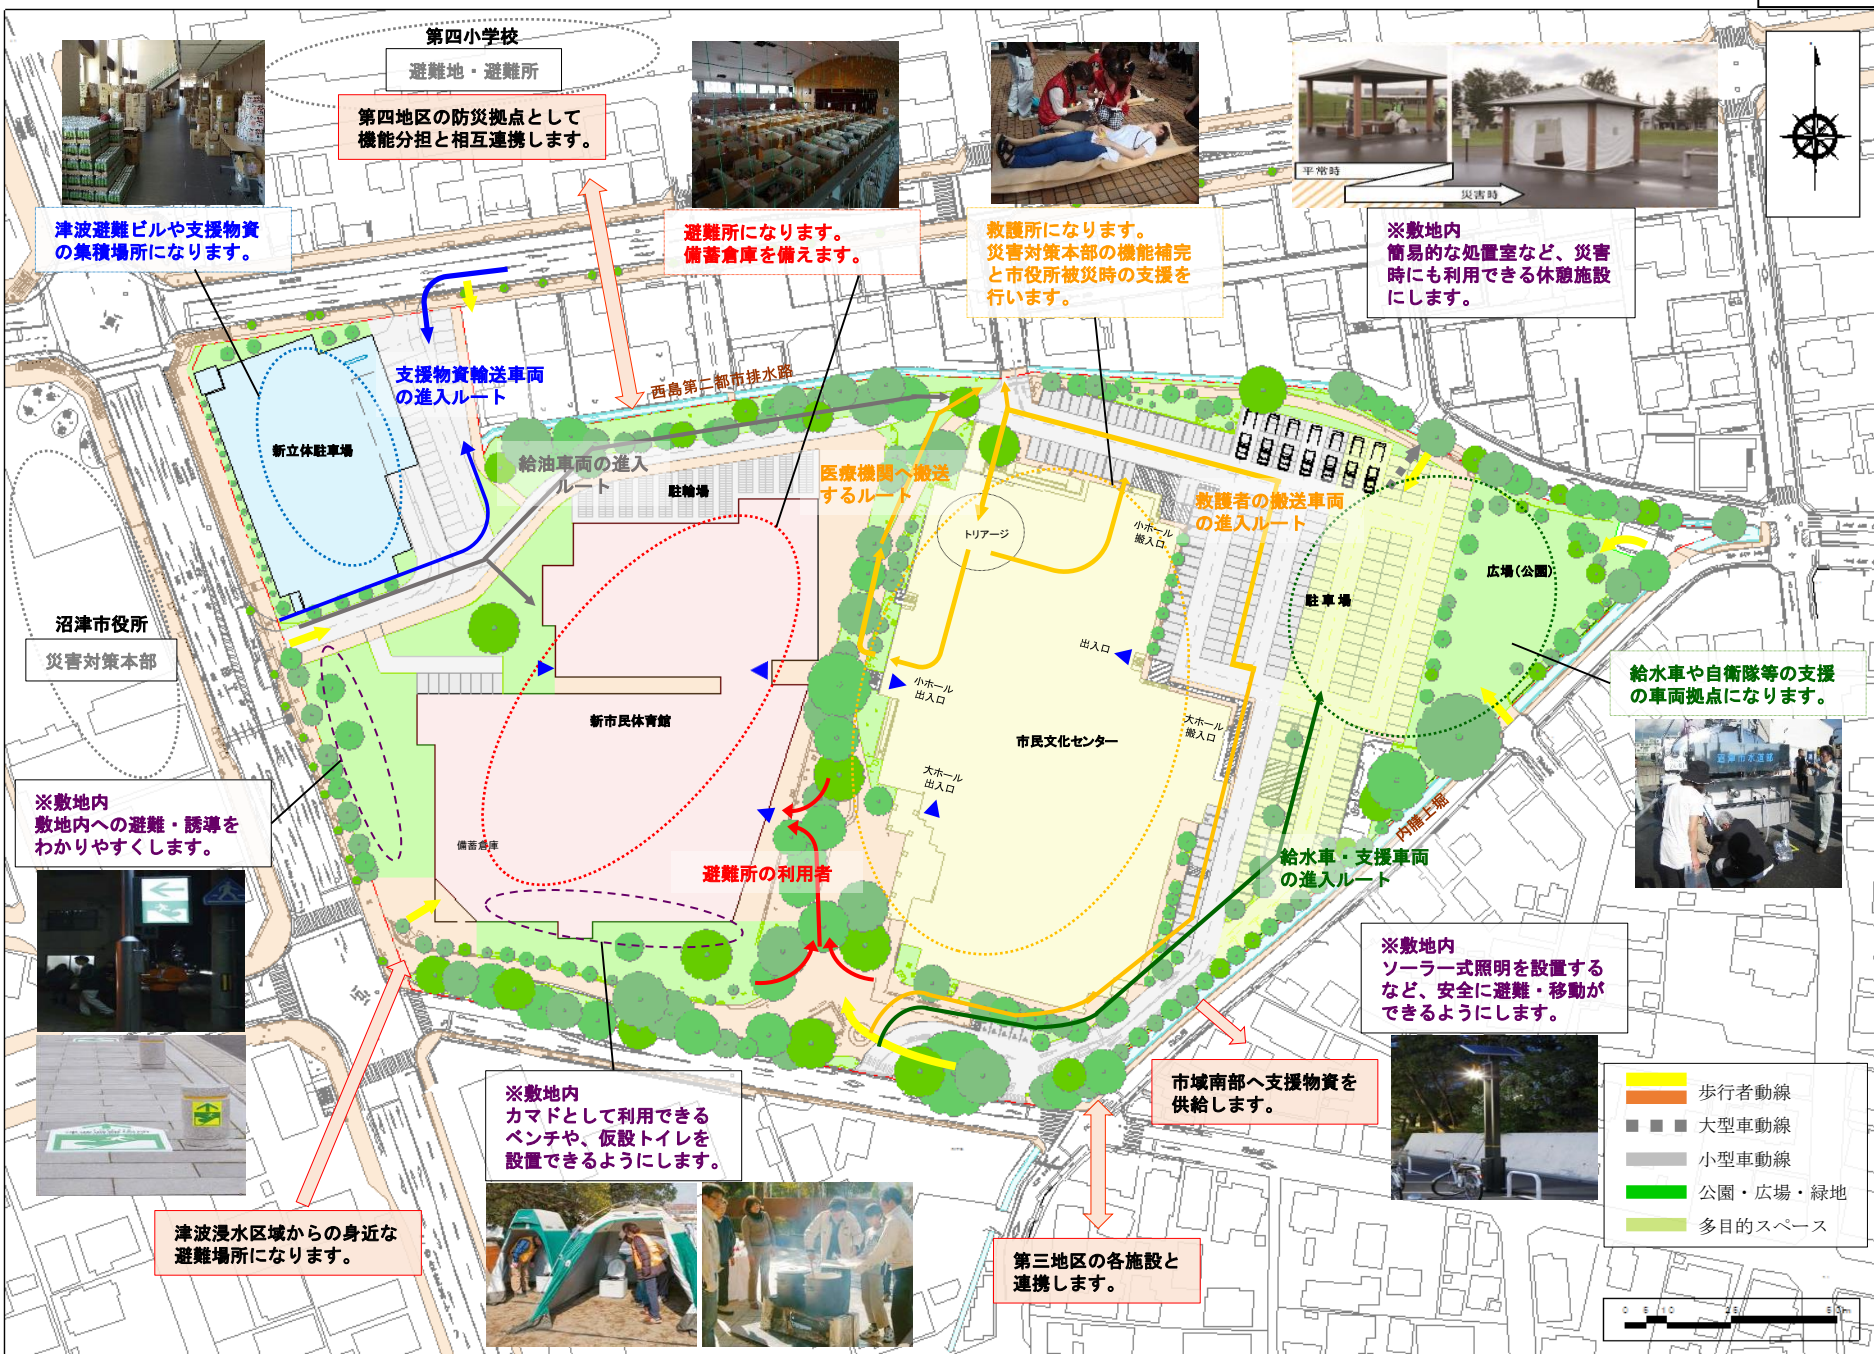 第四小学校
避難地・避難所
第四地区の防災拠点として
機能分担と相互連携します。
平常時
災害時
津波避難ビルや支援物資
の集積場所になります。
避難所になります。
備蓄倉庫を備えます。
救護所になります。
災害対策本部の機能補完
と市役所被災時の支援を
行います。
※敷地内
簡易的な処置室など、災害
時にも利用できる休憩施設
にします。
支援物資輸送車両
の進入ルート
西島第二都市排水路
新立体駐車場
給油車両の進入
ルート
駐輪場
医療機関へ搬送
するルート
トリアージ
小ホール
搬入口
救護者の搬送車両
の進入ルート
広場(公園)
駐車場
沼津市役所
災害対策本部
出入口
小ホール
出入口
新市民体育館
市民文化センター
大ホール
搬入口
大ホール
出入口
給水車や自衛隊等の支援
の車両拠点になります。
沼津市水道部
内膳上堀
※敷地内
敷地内への避難・誘導を
わかりやすくします。
備蓄倉庫
避難所の利用者
給水車・支援車両
の進入ルート
※敷地内
ソーラー式照明を設置する
など、安全に避難・移動が
できるようにします。
※敷地内
カマドとして利用できる
ベンチや、仮設トイレを
設置できるようにします。
市域南部へ支援物資を
供給します。
津波浸水区域からの身近な
避難場所になります。
第三地区の各施設と
連携します。
歩行者動線
大型車動線
小型車動線
公園・広場・緑地
多目的スペース
0 5 10 25 50m